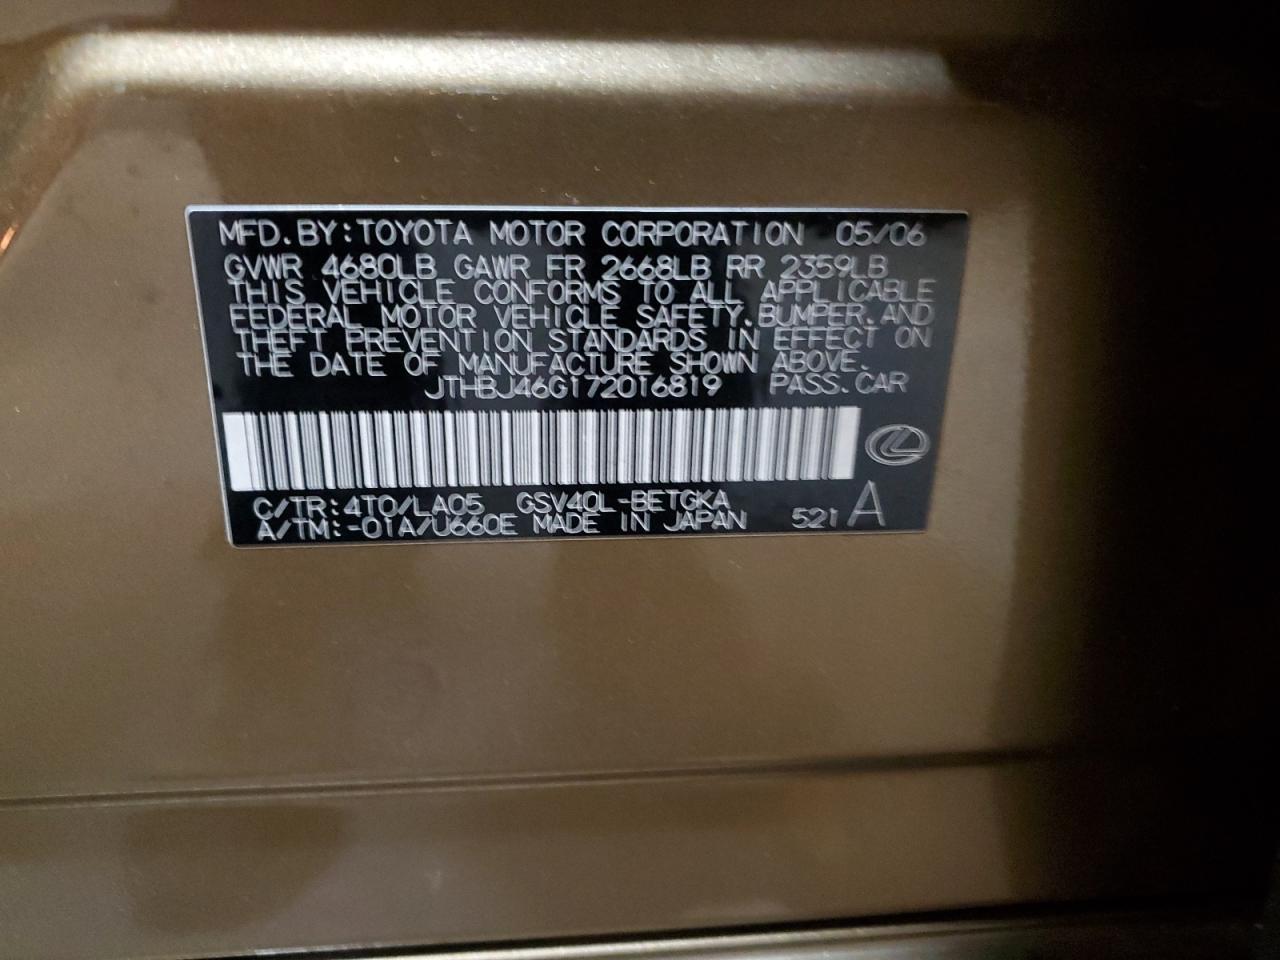 MFD.BY:TOYOTA MOTOR CORPORATION 05/06
GVWR 4680LB GAWR FR 2668LB RR 2359LB
THIS VEHICLE CONFORMS TO ALL APPLICABLE
FEDERAL MOTOR VEHICLE SAFETY,BUMPER,AND
THEFT PREVENTION STANDARDS IN EFFECT ON
THE DATE OF MANUFACTURE SHOWN ABOVE.
JTHBJ46G172016819 PASS.CAR
C/TR:4T0/LA05 GSV40L-BETGKA
A/TM:-01A/U660E MADE IN JAPAN 521 A